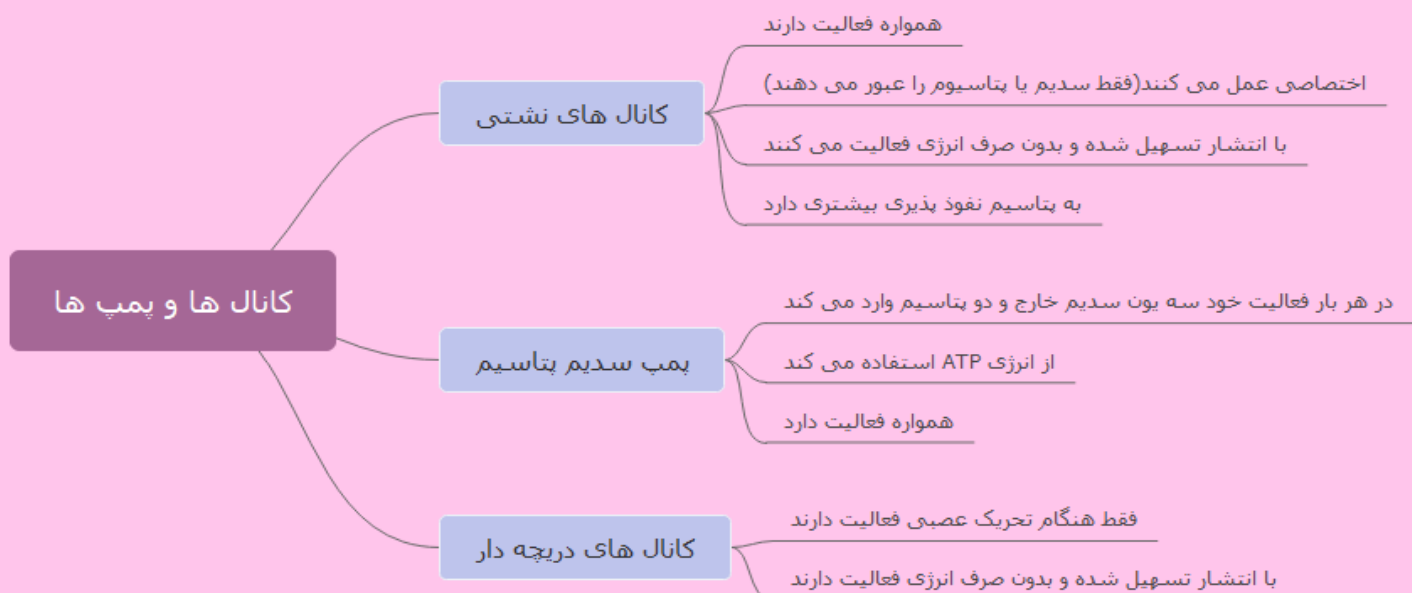 کانال ها و پمپ ها
کانال های نشتی
همواره فعالیت دارند
اختصاصی عمل می کنند(فقط سدیم یا پتاسیوم را عبور می دهند)
با انتشار تسهیل شده و بدون صرف انرژی فعالیت می کنند
به پتاسیم نفوذ پذیری بیشتری دارد
پمپ سدیم پتاسیم
در هر بار فعالیت خود سه یون سدیم خارج و دو پتاسیم وارد می کند
از انرژی ATP استفاده می کند
همواره فعالیت دارد
کانال های دریچه دار
فقط هنگام تحریک عصبی فعالیت دارند
با انتشار تسهیل شده و بدون صرف انرژی فعالیت دارند